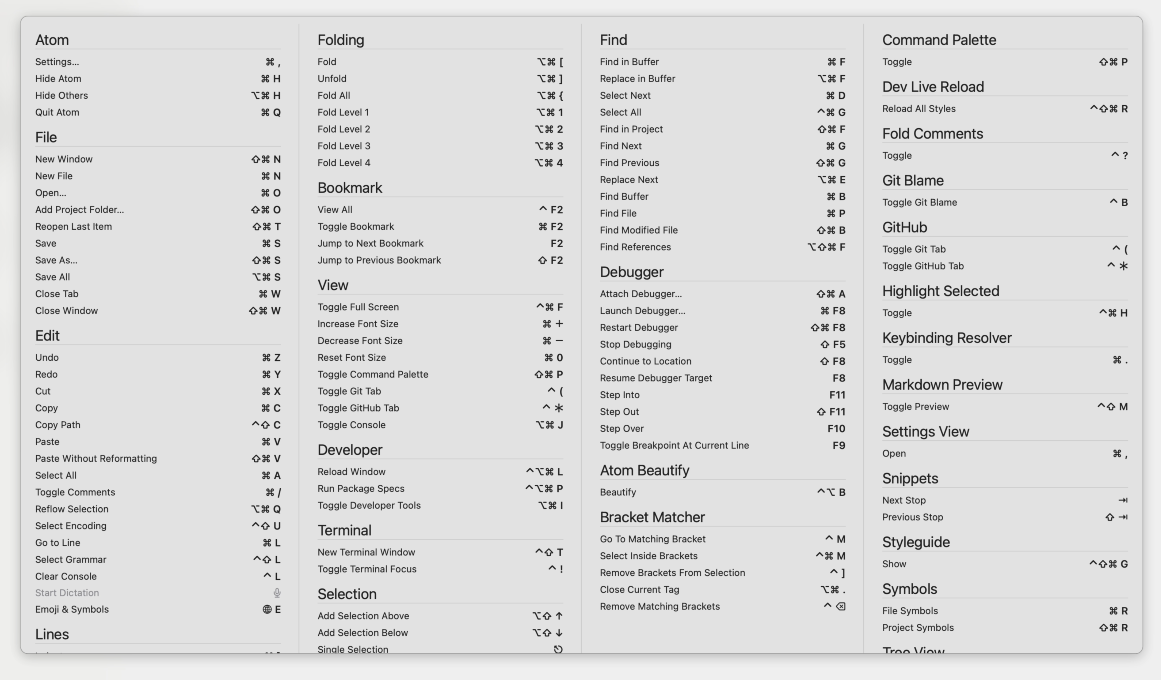 Atom
Settings... ⌘ ,
Hide Atom ⌘ H
Hide Others ⌥⌘ H
Quit Atom ⌘ Q
File
New Window ⇧⌘ N
New File ⌘ N
Open... ⌘ O
Add Project Folder... ⇧⌘ O
Reopen Last Item ⇧⌘ T
Save ⌘ S
Save As... ⇧⌘ S
Save All ⌥⌘ S
Close Tab ⌘ W
Close Window ⇧⌘ W
Edit
Undo ⌘ Z
Redo ⌘ Y
Cut ⌘ X
Copy ⌘ C
Copy Path ^⇧ C
Paste ⌘ V
Paste Without Reformatting ⇧⌘ V
Select All ⌘ A
Toggle Comments ⌘ /
Reflow Selection ⌥⌘ Q
Select Encoding ^⇧ U
Go to Line ⌘ L
Select Grammar ^⇧ L
Clear Console ^ L
Start Dictation
Emoji & Symbols 🌐 E
Lines
Folding
Fold ⌥⌘ [
Unfold ⌥⌘ ]
Fold All ⌥⌘ {
Fold Level 1 ⌥⌘ 1
Fold Level 2 ⌥⌘ 2
Fold Level 3 ⌥⌘ 3
Fold Level 4 ⌥⌘ 4
Bookmark
View All ^ F2
Toggle Bookmark ⌘ F2
Jump to Next Bookmark F2
Jump to Previous Bookmark ⇧ F2
View
Toggle Full Screen ^⌘ F
Increase Font Size ⌘ +
Decrease Font Size ⌘ −
Reset Font Size ⌘ 0
Toggle Command Palette ⇧⌘ P
Toggle Git Tab ^ (
Toggle GitHub Tab ^ *
Toggle Console ⌥⌘ J
Developer
Reload Window ^⌥⌘ L
Run Package Specs ^⌥⌘ P
Toggle Developer Tools ⌥⌘ I
Terminal
New Terminal Window ^⇧ T
Toggle Terminal Focus ^ !
Selection
Add Selection Above ⌥⇧ ↑
Add Selection Below ⌥⇧ ↓
Single Selection ⎋
Find
Find in Buffer ⌘ F
Replace in Buffer ⌥⌘ F
Select Next ⌘ D
Select All ^⌘ G
Find in Project ⇧⌘ F
Find Next ⌘ G
Find Previous ⇧⌘ G
Replace Next ⌥⌘ E
Find Buffer ⌘ B
Find File ⌘ P
Find Modified File ⇧⌘ B
Find References ⌥⇧⌘ F
Debugger
Attach Debugger... ⇧⌘ A
Launch Debugger... ⌘ F8
Restart Debugger ⇧⌘ F8
Stop Debugging ⇧ F5
Continue to Location ⇧ F8
Resume Debugger Target F8
Step Into F11
Step Out ⇧ F11
Step Over F10
Toggle Breakpoint At Current Line F9
Atom Beautify
Beautify ^⌥ B
Bracket Matcher
Go To Matching Bracket ^ M
Select Inside Brackets ^⌘ M
Remove Brackets From Selection ^ ]
Close Current Tag ⌥⌘ .
Remove Matching Brackets ^ ⌫
Command Palette
Toggle ⇧⌘ P
Dev Live Reload
Reload All Styles ^⇧⌘ R
Fold Comments
Toggle ^ ?
Git Blame
Toggle Git Blame ^ B
GitHub
Toggle Git Tab ^ (
Toggle GitHub Tab ^ *
Highlight Selected
Toggle ^⌘ H
Keybinding Resolver
Toggle ⌘ .
Markdown Preview
Toggle Preview ^⇧ M
Settings View
Open ⌘ ,
Snippets
Next Stop ⇥
Previous Stop ⇧ ⇥
Styleguide
Show ^⇧⌘ G
Symbols
File Symbols ⌘ R
Project Symbols ⇧⌘ R
Tree View